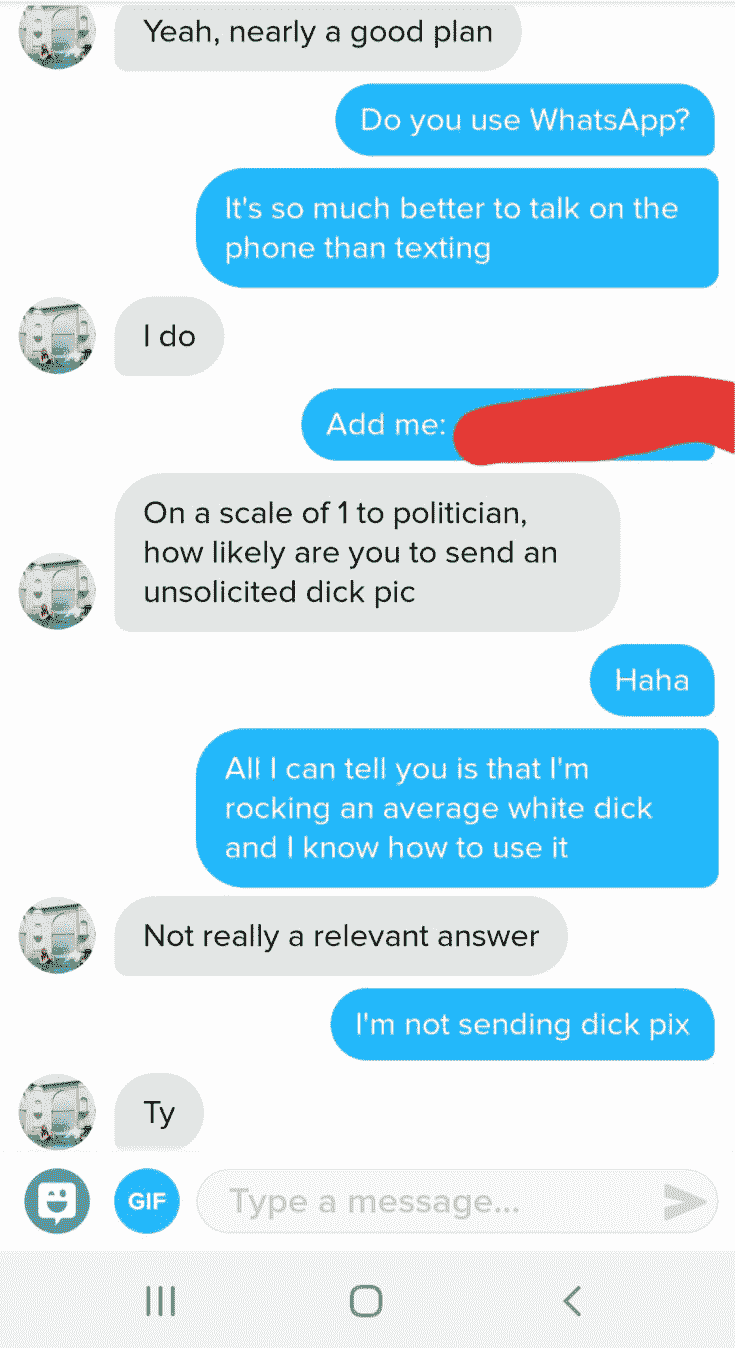 Yeah, nearly a good plan
Do you use WhatsApp?
It's so much better to talk on the
phone than texting
I do
Add me:
On a scale of 1 to politician,
how likely are you to send an
unsolicited dick pic
Haha
All I can tell you is that I'm
rocking an average white dick
and I know how to use it
Not really a relevant answer
I'm not sending dick pix
Ty
GIF
Type a message...